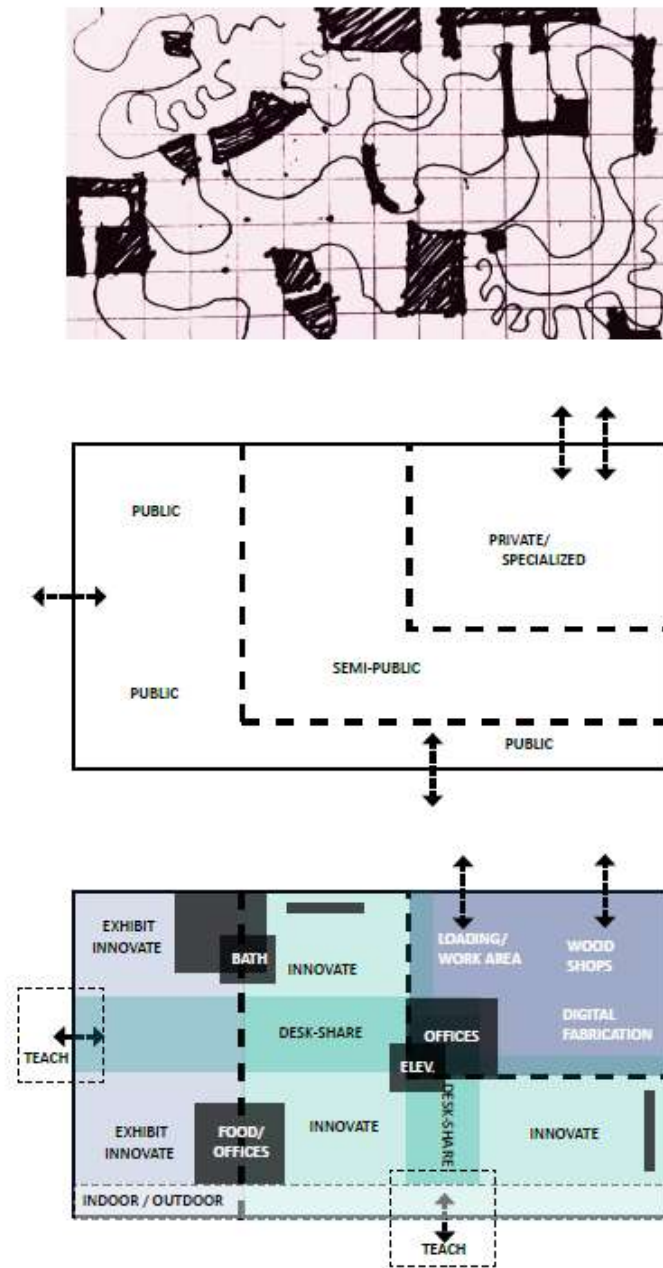 PUBLIC
PRIVATE/
SPECIALIZED
SEMI-PUBLIC
PUBLIC
PUBLIC
EXHIBIT
INNOVATE
BATH
INNOVATE
LOADING/
WORK AREA
WOOD
SHOPS
DESK-SHARE
OFFICES
DIGITAL
FABRICATION
TEACH
ELEV.
DESK-SHARE
EXHIBIT
INNOVATE
FOOD/
OFFICES
INNOVATE
INNOVATE
INDOOR / OUTDOOR
TEACH